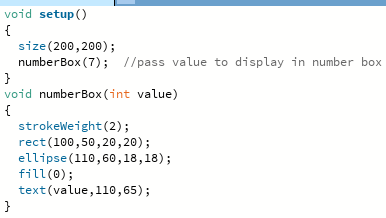 void setup()
{
  size(200,200);
  numberBox(7);  //pass value to display in number box
}
void numberBox(int value)
{
  strokeWeight(2);
  rect(100,50,20,20);
  ellipse(110,60,18,18);
  fill(0);
  text(value,110,65);
}